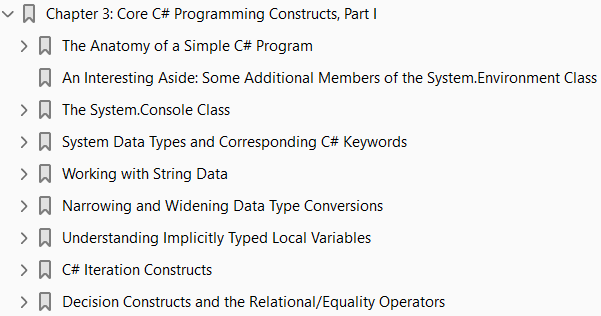 Chapter 3: Core C# Programming Constructs, Part I
The Anatomy of a Simple C# Program
An Interesting Aside: Some Additional Members of the System.Environment Class
The System.Console Class
System Data Types and Corresponding C# Keywords
Working with String Data
Narrowing and Widening Data Type Conversions
Understanding Implicitly Typed Local Variables
C# Iteration Constructs
Decision Constructs and the Relational/Equality Operators